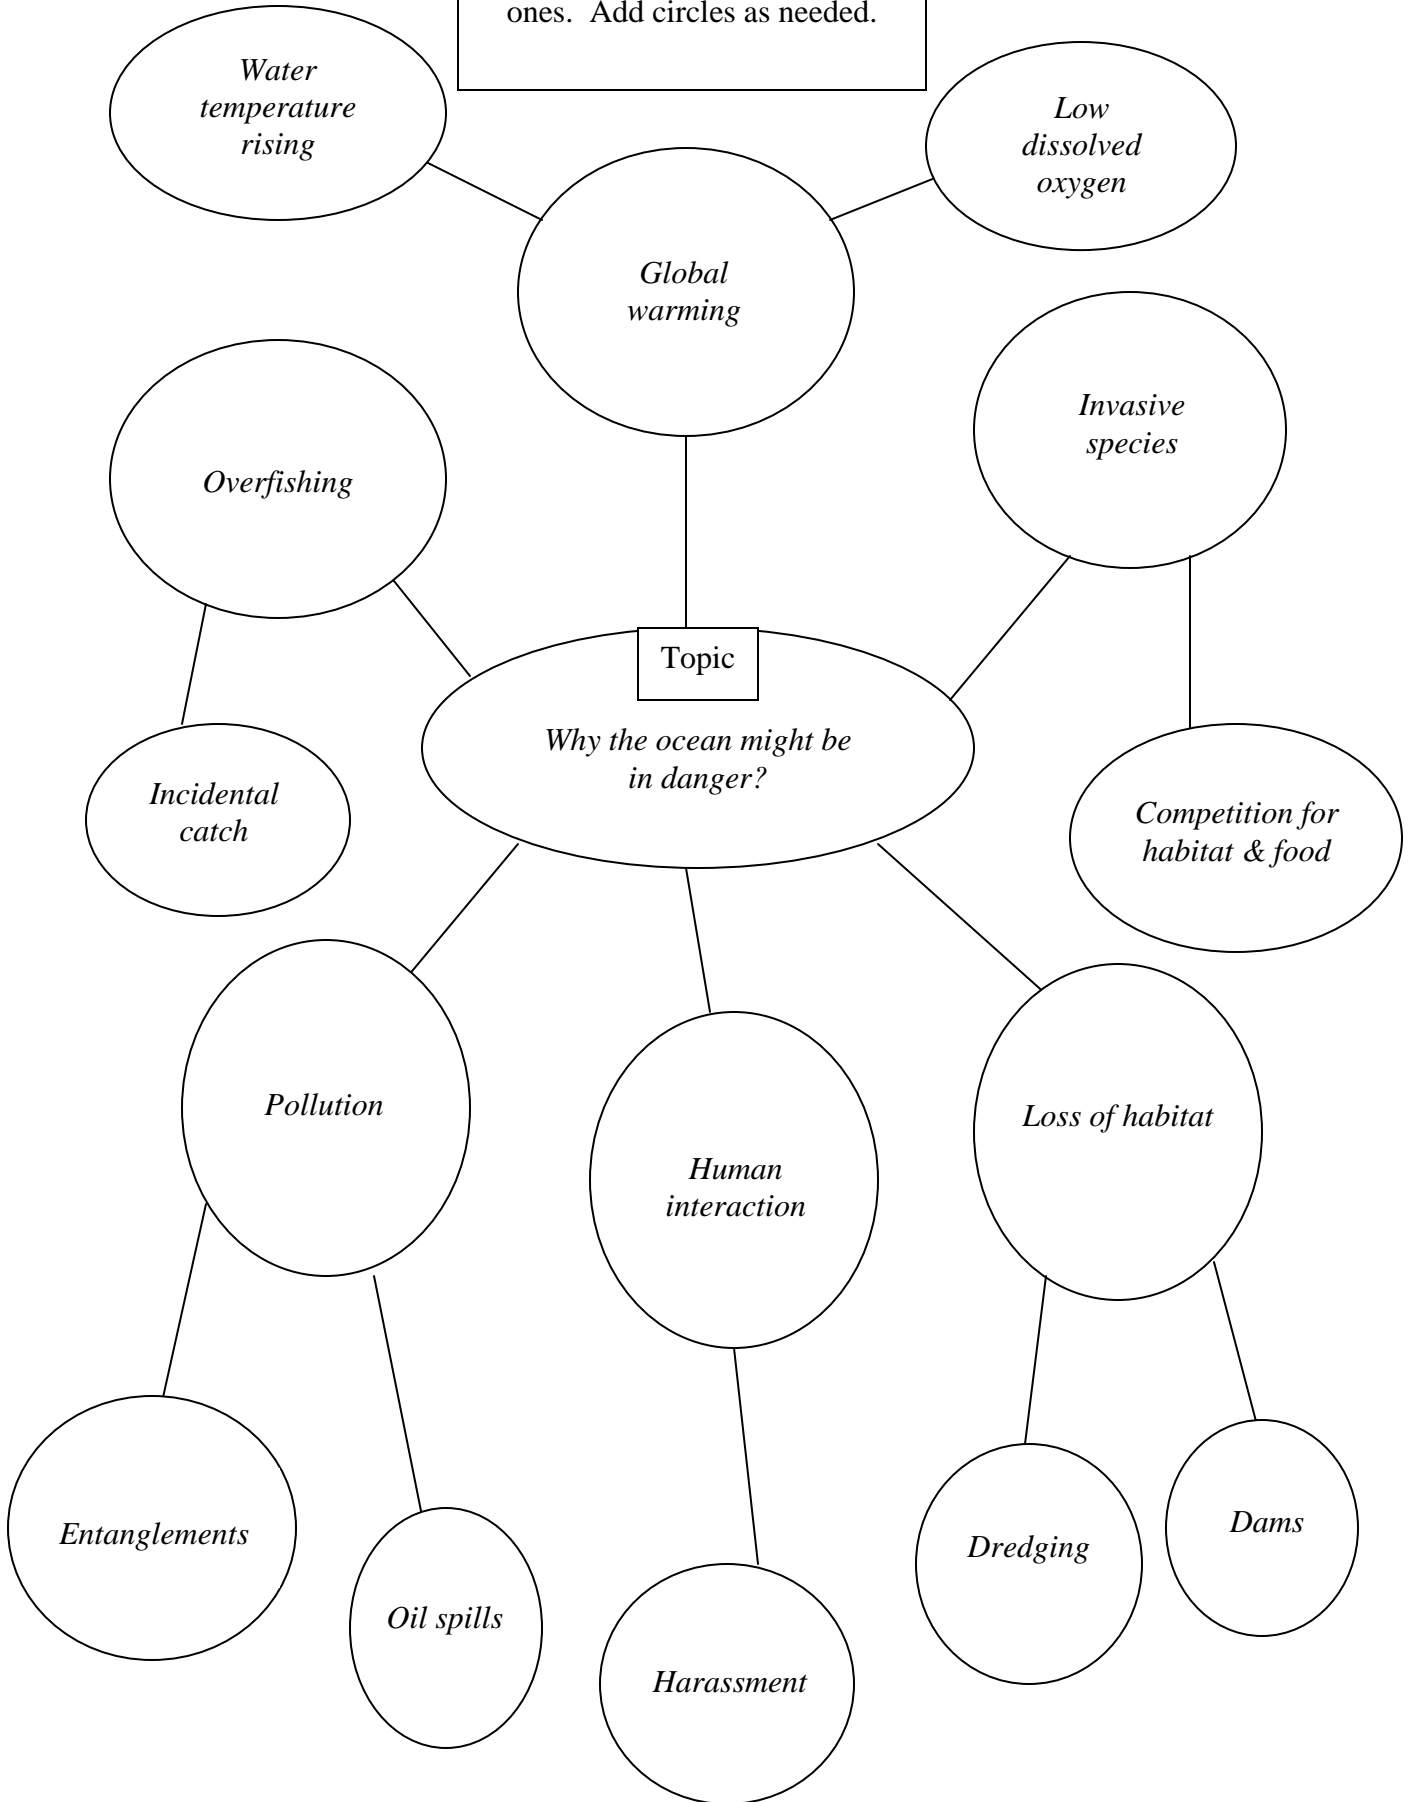 ones.  Add circles as needed.
Water
temperature
rising
Low
dissolved
oxygen
Global
warming
Invasive
species
Overfishing
Topic
Why the ocean might be
in danger?
Incidental
catch
Competition for
habitat & food
Pollution
Human
interaction
Loss of habitat
Entanglements
Oil spills
Harassment
Dredging
Dams